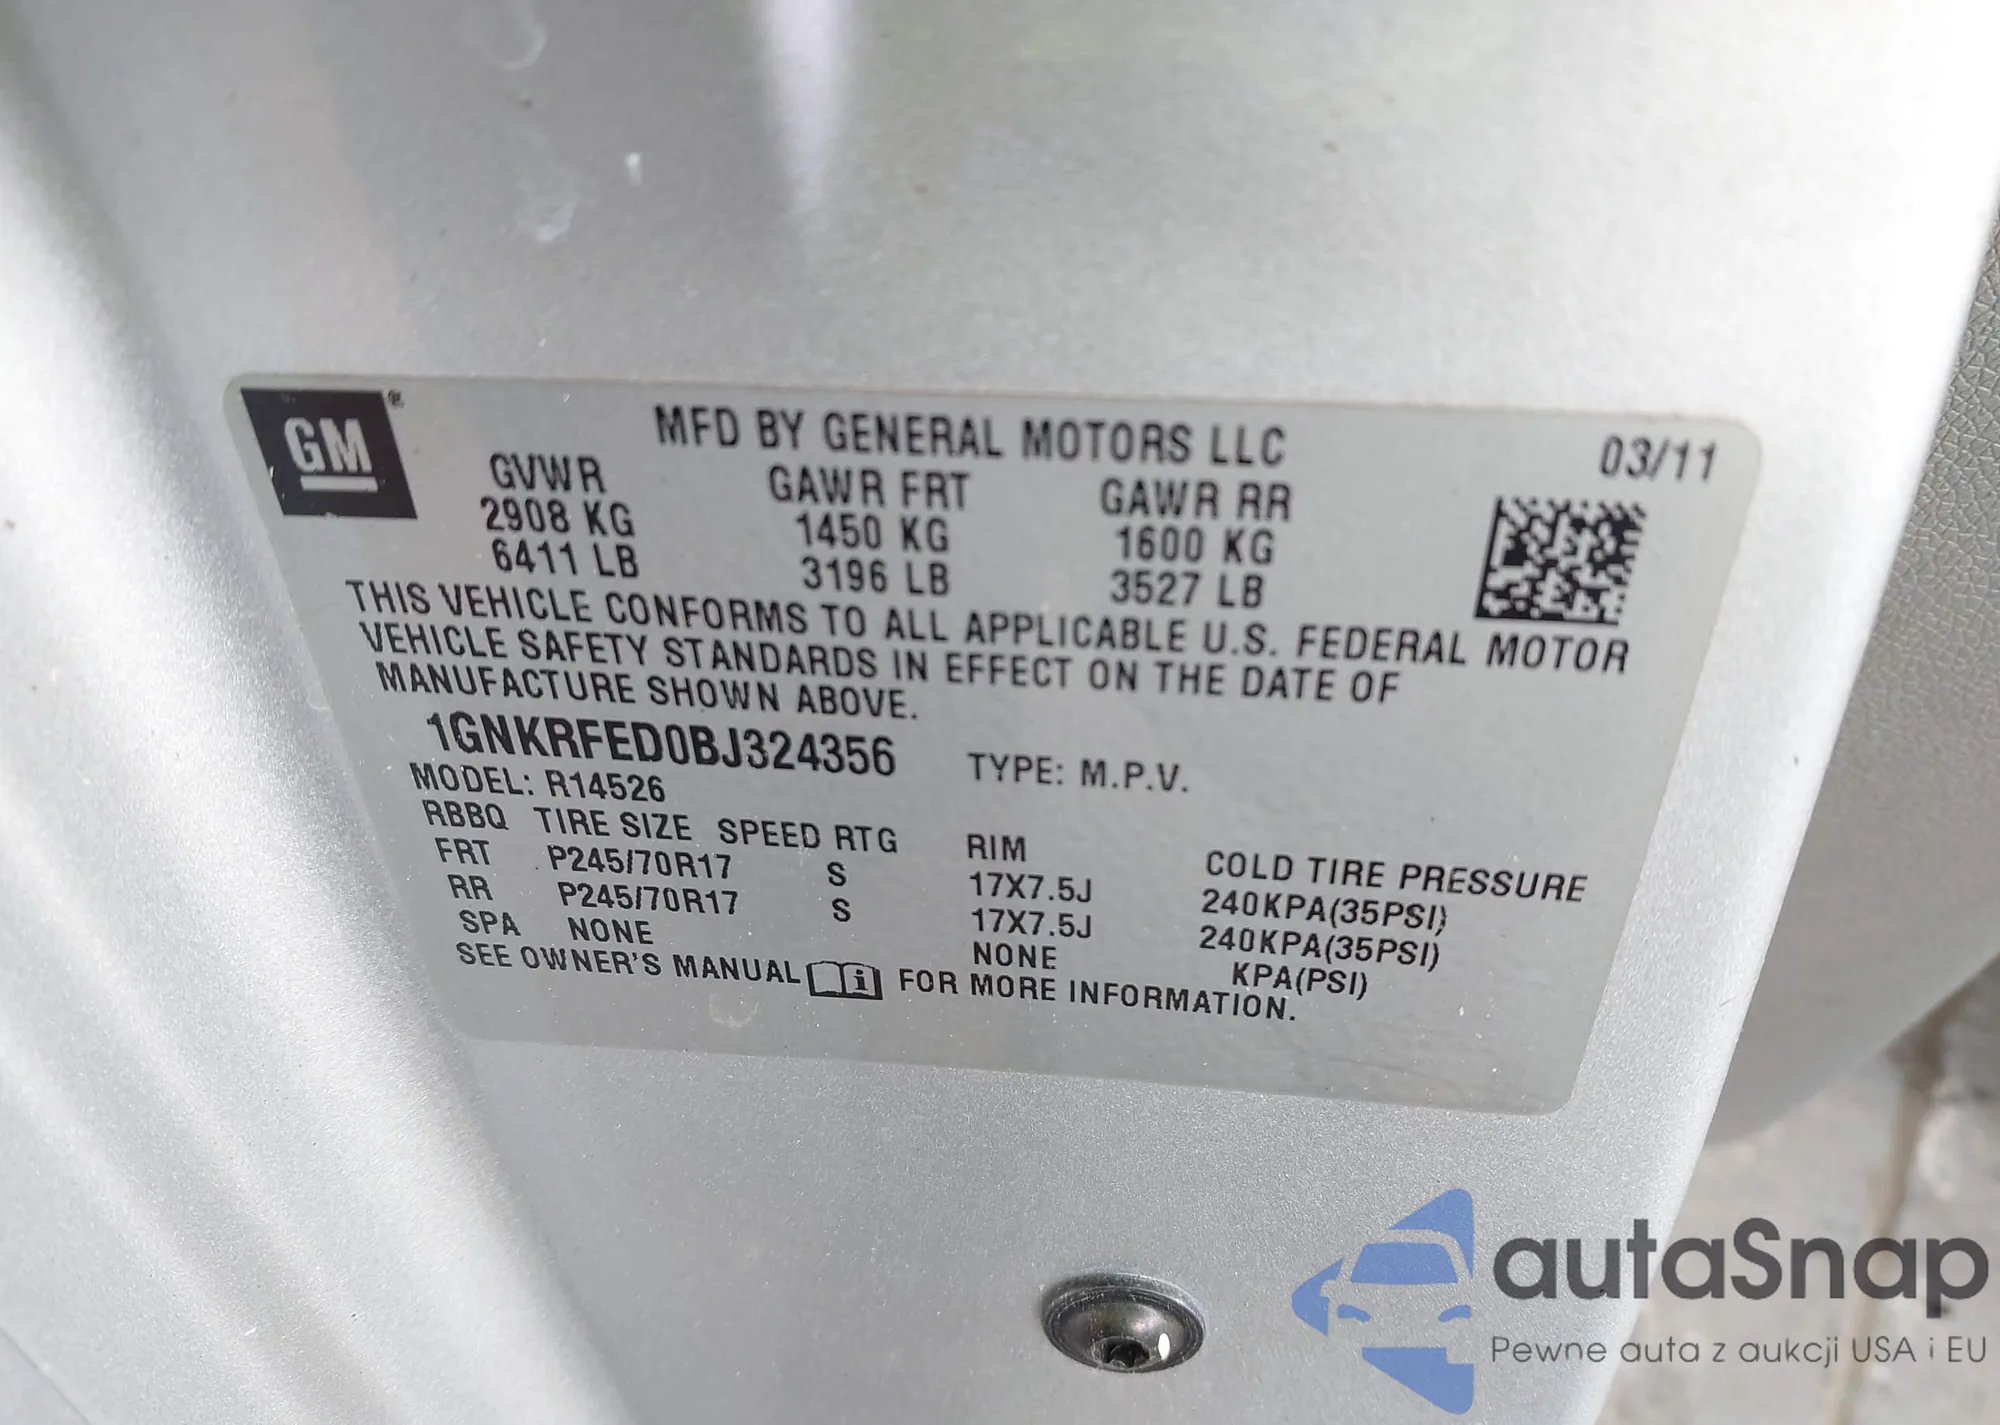 GM ®
MFD BY GENERAL MOTORS LLC 03/11
GVWR GAWR FRT GAWR RR
2908 KG 1450 KG 1600 KG
6411 LB 3196 LB 3527 LB
THIS VEHICLE CONFORMS TO ALL APPLICABLE U.S. FEDERAL MOTOR
VEHICLE SAFETY STANDARDS IN EFFECT ON THE DATE OF
MANUFACTURE SHOWN ABOVE.
1GNKRFED0BJ324356 TYPE: M.P.V.
MODEL: R14526
RBBQ TIRE SIZE SPEED RTG RIM COLD TIRE PRESSURE
FRT P245/70R17 S 17X7.5J 240KPA(35PSI)
RR P245/70R17 S 17X7.5J 240KPA(35PSI)
SPA NONE NONE KPA(PSI)
SEE OWNER'S MANUAL i FOR MORE INFORMATION.
autaSnap
Pewne auta z aukcji USA i EU